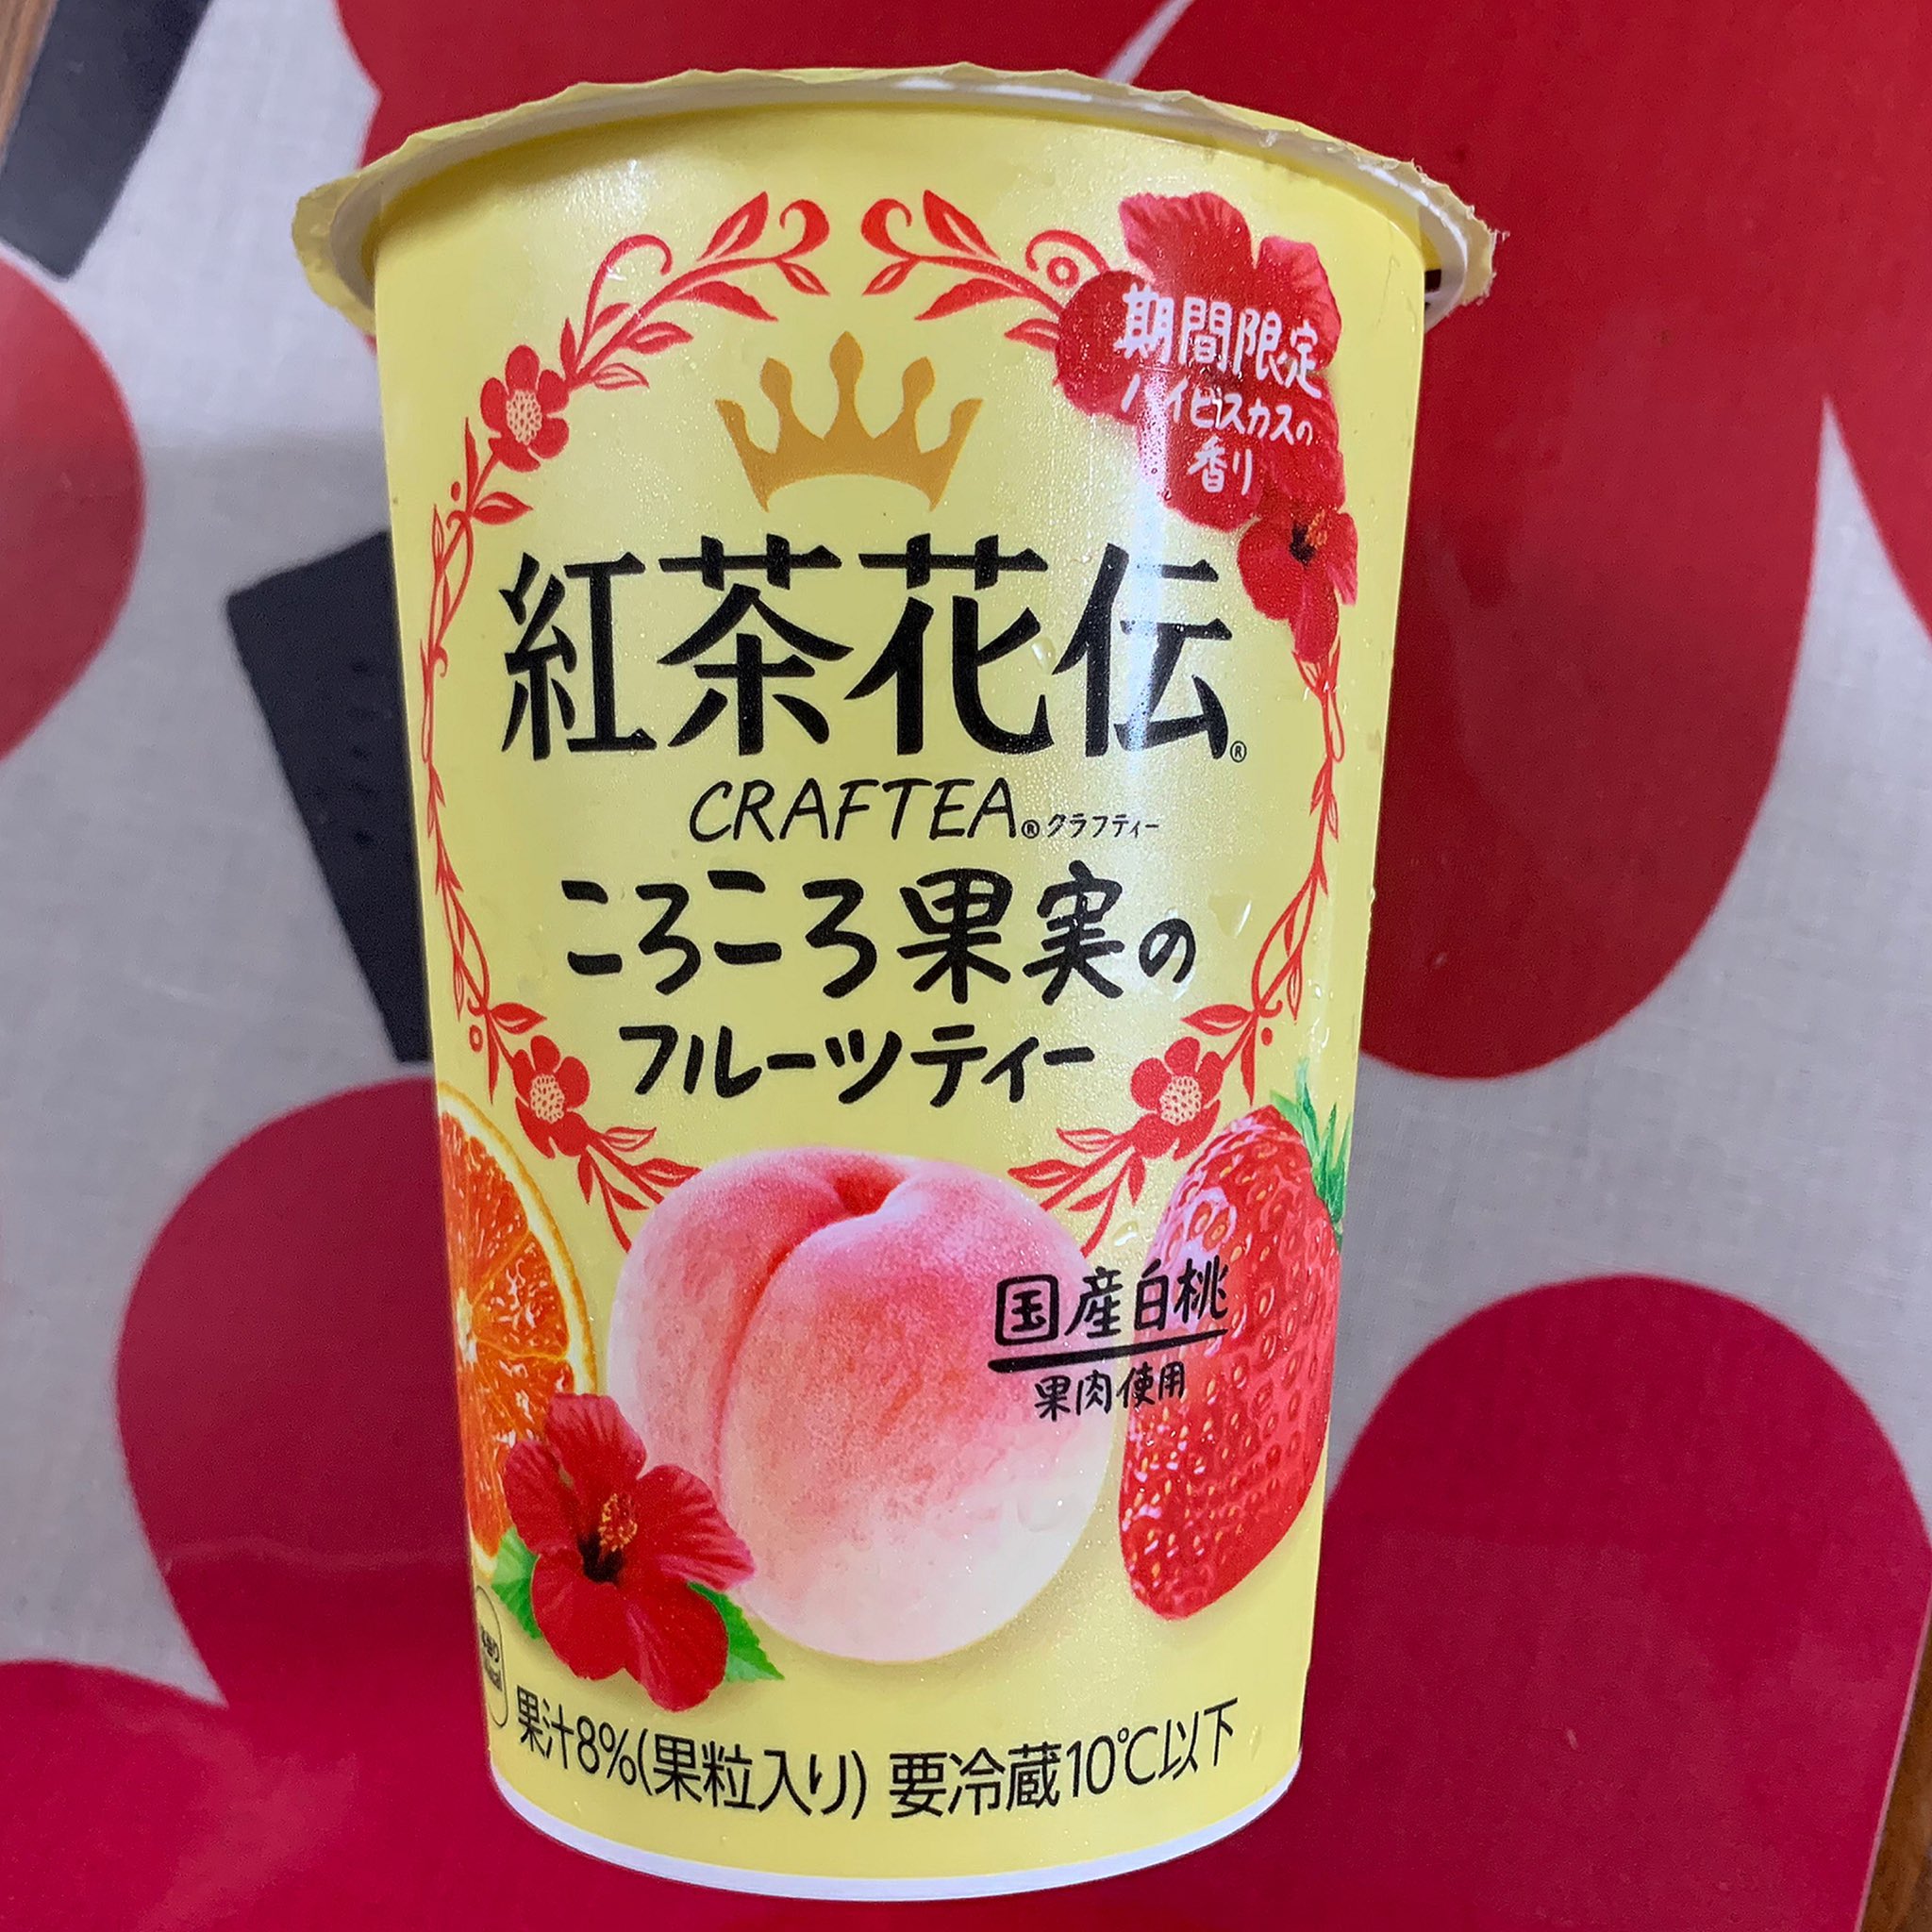 期間限定
ハイビスカスの
香り
紅茶花伝®
CRAFTEA®クラフティー
ころころ果実の
フルーツティー
国産白桃
果肉使用
果汁8%(果粒入り) 要冷蔵10℃以下